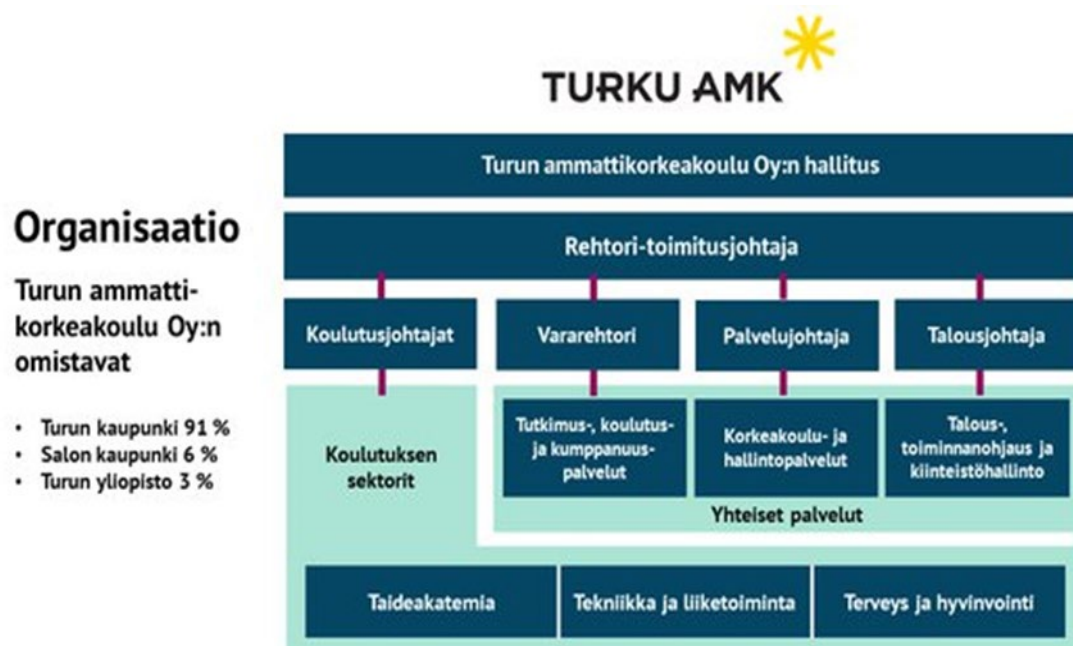 TURKU AMK
Turun ammattikorkeakoulu Oy:n hallitus
Organisaatio
Rehtori-toimitusjohtaja
Turun ammatti-
korkeakoulu Oy:n
omistavat
• Turun kaupunki 91 %
• Salon kaupunki 6 %
• Turun yliopisto 3 %
Koulutusjohtajat
Vararehtori
Palvelujohtaja
Talousjohtaja
Koulutuksen
sektorit
Tutkimus-, koulutus-
ja kumppanuus-
palvelut
Korkeakoulu- ja
hallintopalvelut
Talous-,
toiminnanohjaus ja
kiinteistöhallinto
Yhteiset palvelut
Taideakatemia
Tekniikka ja liiketoiminta
Terveys ja hyvinvointi